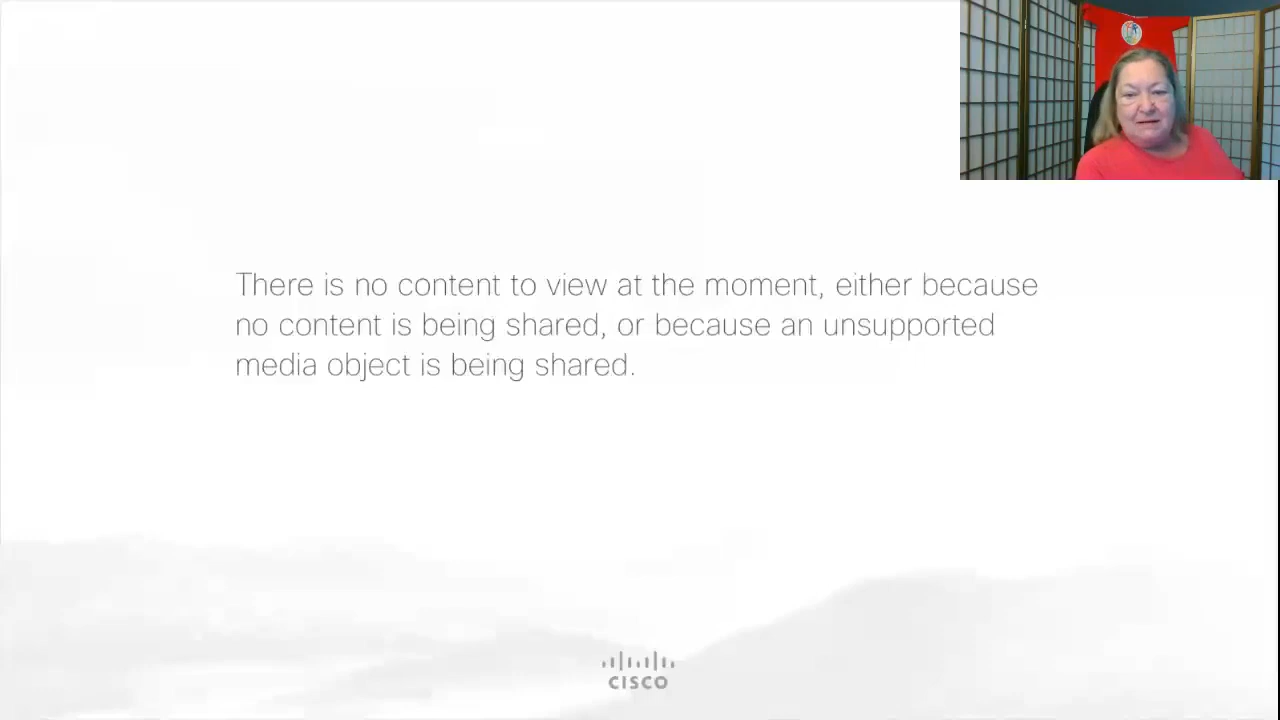 There is no content to view at the moment, either because
no content is being shared, or because an unsupported
media object is being shared.
CISCO